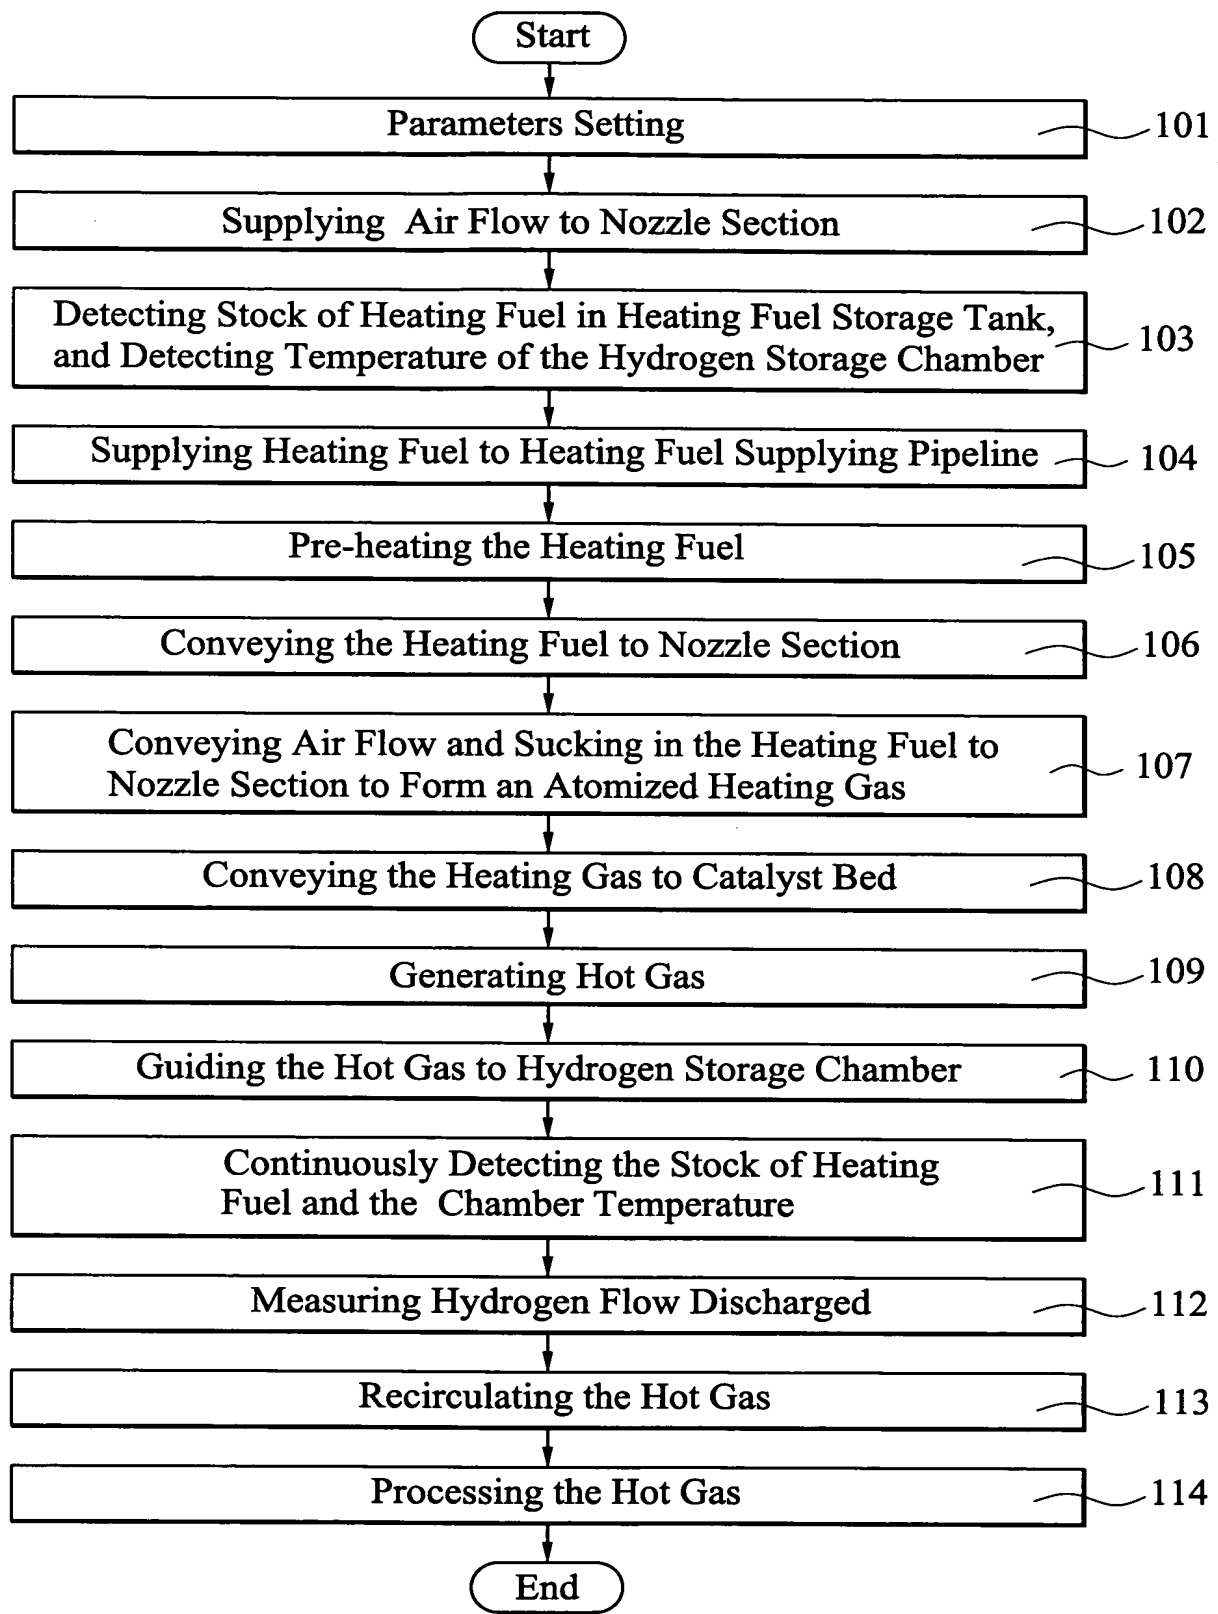 Start
Parameters Setting
101
Supplying Air Flow to Nozzle Section
102
Detecting Stock of Heating Fuel in Heating Fuel Storage Tank,
and Detecting Temperature of the Hydrogen Storage Chamber
103
Supplying Heating Fuel to Heating Fuel Supplying Pipeline
104
Pre-heating the Heating Fuel
105
Conveying the Heating Fuel to Nozzle Section
106
Conveying Air Flow and Sucking in the Heating Fuel to
Nozzle Section to Form an Atomized Heating Gas
107
Conveying the Heating Gas to Catalyst Bed
108
Generating Hot Gas
109
Guiding the Hot Gas to Hydrogen Storage Chamber
110
Continuously Detecting the Stock of Heating
Fuel and the Chamber Temperature
111
Measuring Hydrogen Flow Discharged
112
Recirculating the Hot Gas
113
Processing the Hot Gas
114
End